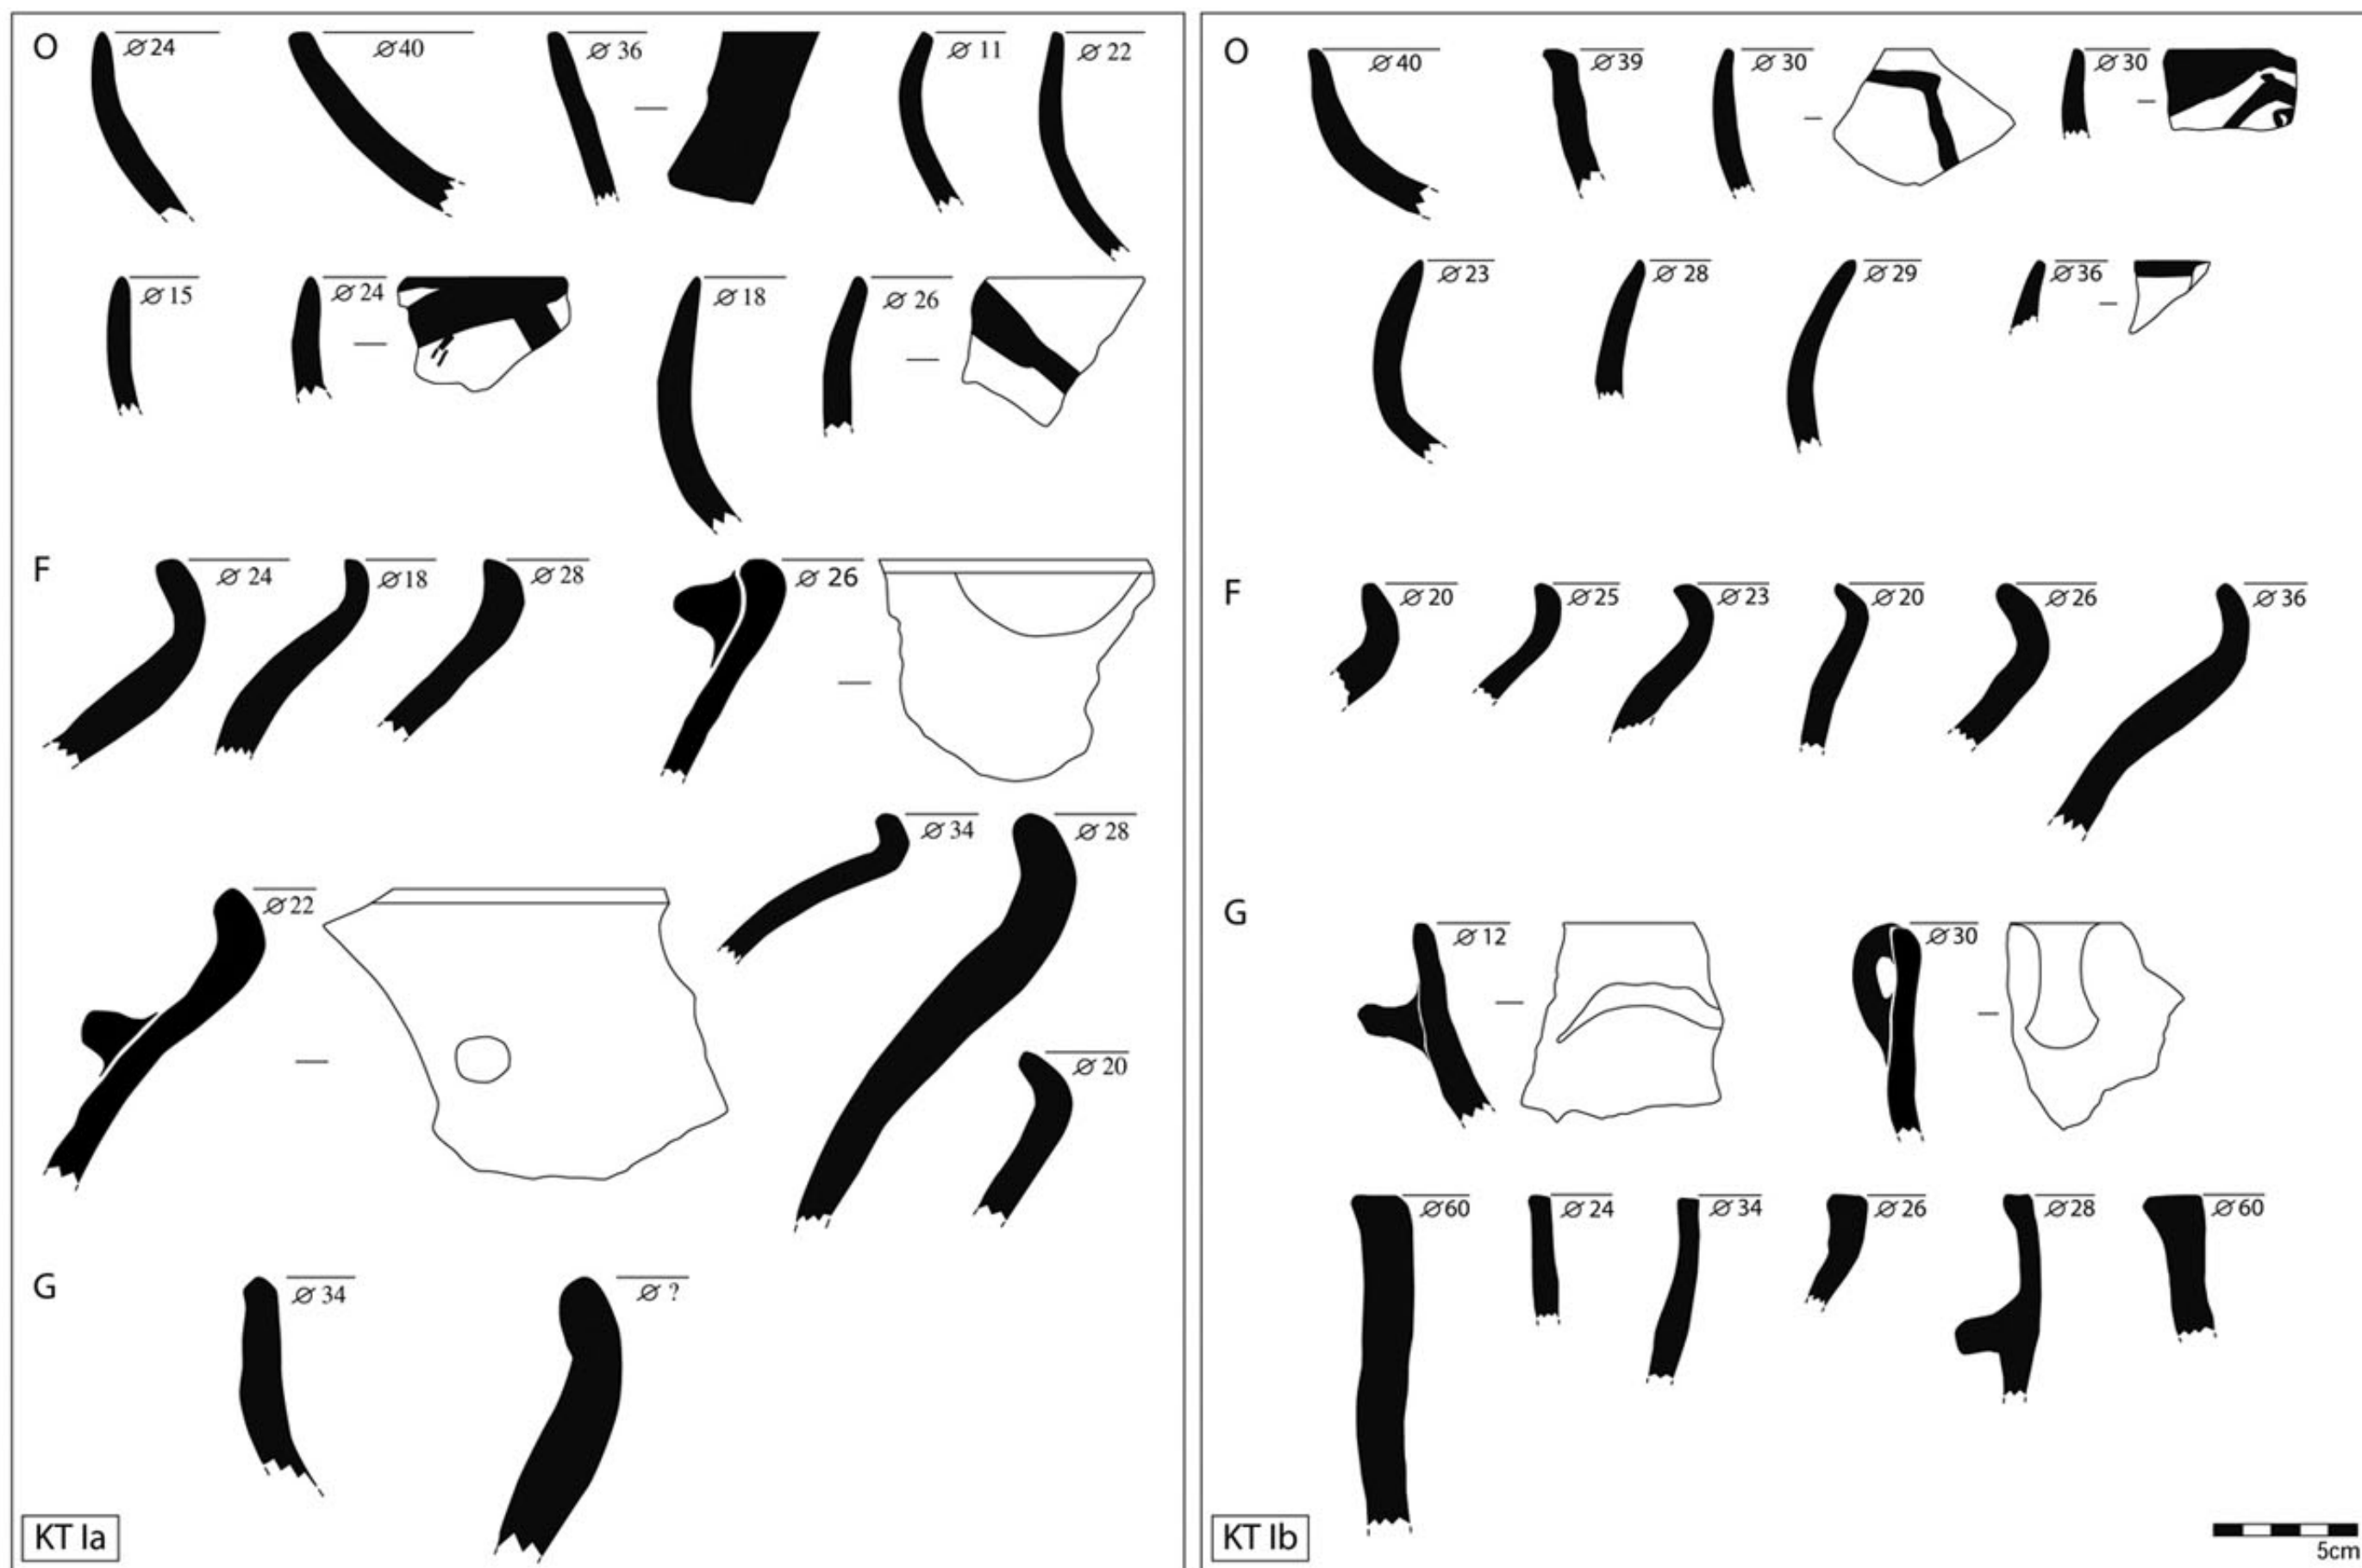 O
Ø 24
Ø 40
Ø 36
Ø 11
Ø 22
Ø 15
Ø 24
Ø 18
Ø 26
F
Ø 24
Ø 18
Ø 28
Ø 26
Ø 34
Ø 28
Ø 22
Ø 20
G
Ø 34
Ø ?
KT Ia
O
Ø 40
Ø 39
Ø 30
Ø 30
Ø 23
Ø 28
Ø 29
Ø 36
F
Ø 20
Ø 25
Ø 23
Ø 20
Ø 26
Ø 36
G
Ø 12
Ø 30
Ø 60
Ø 24
Ø 34
Ø 26
Ø 28
Ø 60
KT Ib
5cm